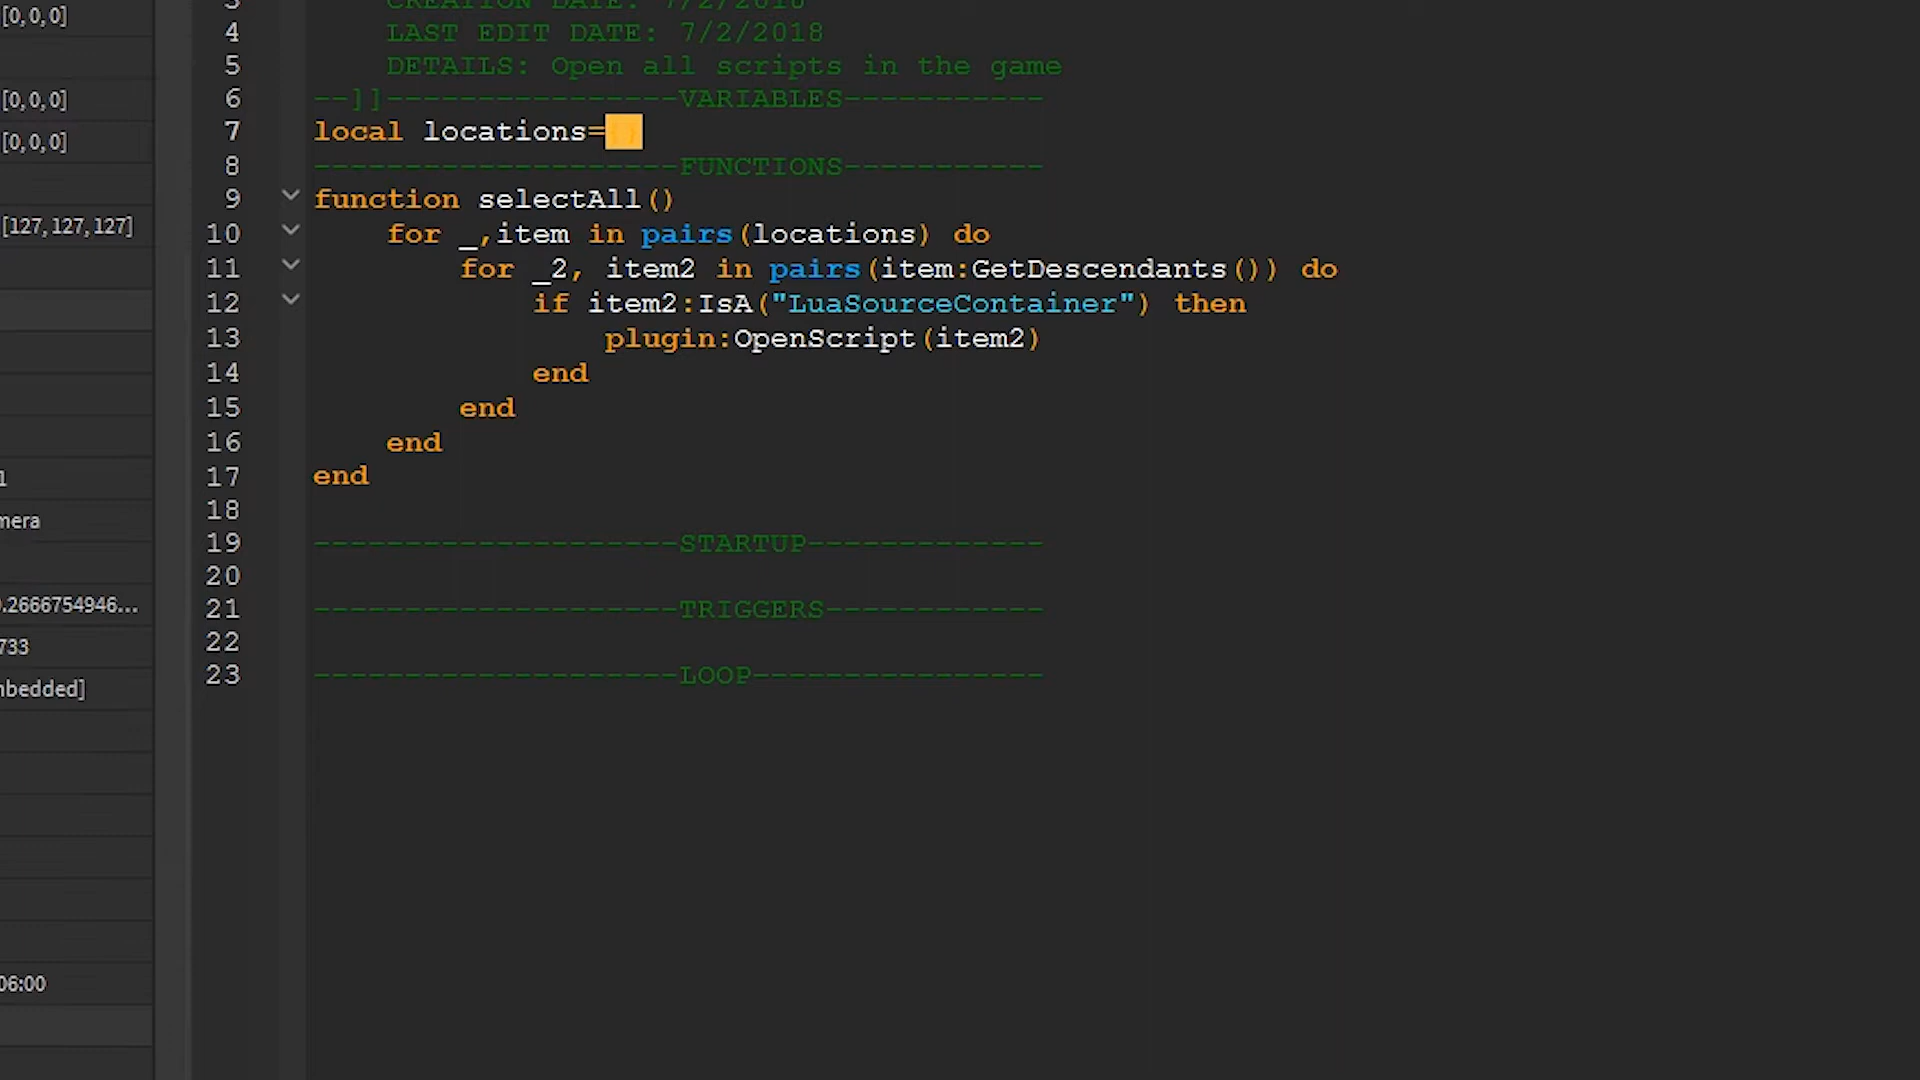 [0, 0, 0]
[0, 0, 0]
[0, 0, 0]
[127, 127, 127]
1
mera
.2666754946...
733
nbedded]
06:00
3 CREATION DATE: 7/2/2018
4 LAST EDIT DATE: 7/2/2018
5 DETAILS: Open all scripts in the game
6 --]]----------------VARIABLES-----------
7 local locations=
8 --------------------FUNCTIONS-----------
9 function selectAll()
10 for _,item in pairs(locations) do
11 for _2, item2 in pairs(item:GetDescendants()) do
12 if item2:IsA("LuaSourceContainer") then
13 plugin:OpenScript(item2)
14 end
15 end
16 end
17 end
18
19 --------------------STARTUP-------------
20
21 --------------------TRIGGERS------------
22
23 --------------------LOOP----------------